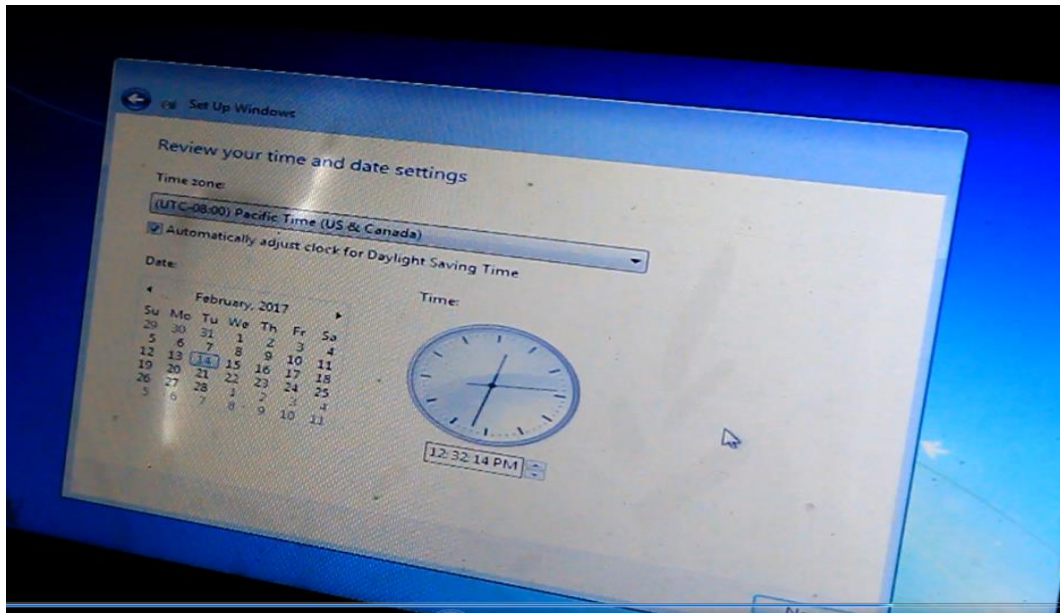 Set Up Windows
Review your time and date settings
Time zone:
(UTC-08:00) Pacific Time (US & Canada)
Automatically adjust clock for Daylight Saving Time
Date:
Time:
February, 2017
Su Mo Tu We Th Fr Sa
29 30 31 1 2 3 4
5 6 7 8 9 10 11
12 13 14 15 16 17 18
19 20 21 22 23 24 25
26 27 28 1 2 3 4
5 6 7 8 9 10 11
12:32:14 PM